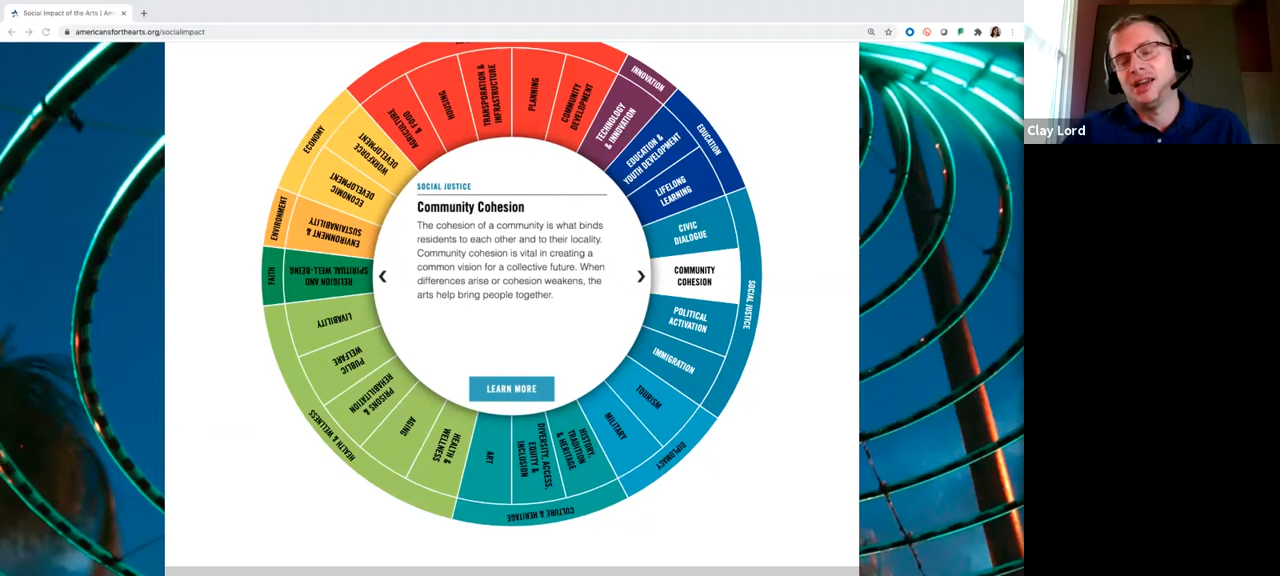 Social Impact of the Arts | Am
americansforthearts.org/socialimpact
Clay Lord
AGRICULTURE
& FOOD
HOUSING
TRANSPORATION &
INFRASTRUCTURE
PLANNING
COMMUNITY
DEVELOPMENT
INNOVATION
TECHNOLOGY
& INNOVATION
EDUCATION
EDUCATION &
YOUTH DEVELOPMENT
LIFELONG
LEARNING
SOCIAL JUSTICE
CIVIC
DIALOGUE
COMMUNITY
COHESION
POLITICAL
ACTIVATION
IMMIGRATION
DIPLOMACY
TOURISM
MILITARY
CULTURE & HERITAGE
HISTORY,
TRADITION
& HERITAGE
DIVERSITY, ACCESS,
EQUITY &
INCLUSION
ART
HEALTH & WELLNESS
HEALTH &
WELLNESS
AGING
PRISONS &
REHABILITATION
PUBLIC
WELFARE
LIVABILITY
FAITH
RELIGION AND
SPIRITUAL WELL-BEING
ENVIRONMENT
ENVIRONMENT &
SUSTAINABILITY
ECONOMY
ECONOMIC
DEVELOPMENT
WORKFORCE
DEVELOPMENT
SOCIAL JUSTICE
Community Cohesion
The cohesion of a community is what binds
residents to each other and to their locality.
Community cohesion is vital in creating a
common vision for a collective future. When
differences arise or cohesion weakens, the
arts help bring people together.
LEARN MORE